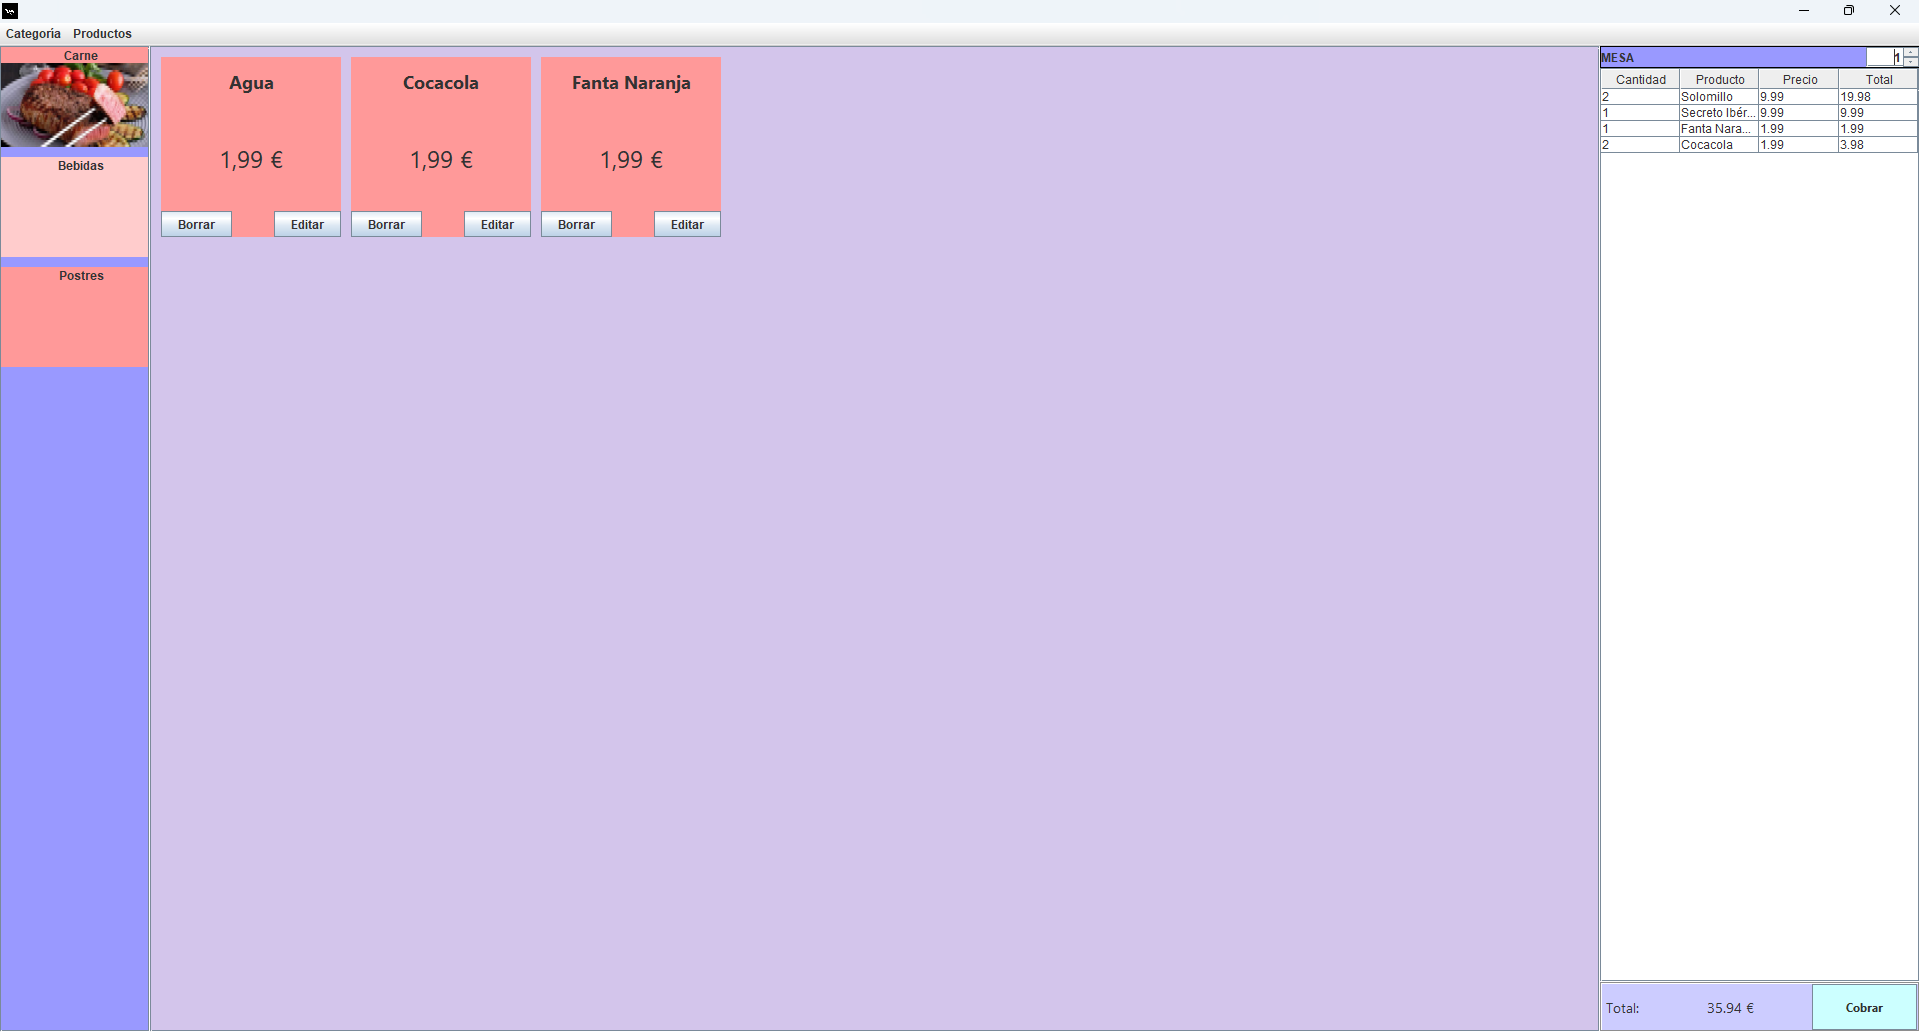 Categoria Productos
Carne
Bebidas
Postres
Agua
1,99 €
Borrar Editar
Cocacola
1,99 €
Borrar Editar
Fanta Naranja
1,99 €
Borrar Editar
MESA 1
Cantidad Producto Precio Total
2 Solomillo 9.99 19.98
1 Secreto Ibér... 9.99 9.99
1 Fanta Nara... 1.99 1.99
2 Cocacola 1.99 3.98
Total: 35.94 € Cobrar